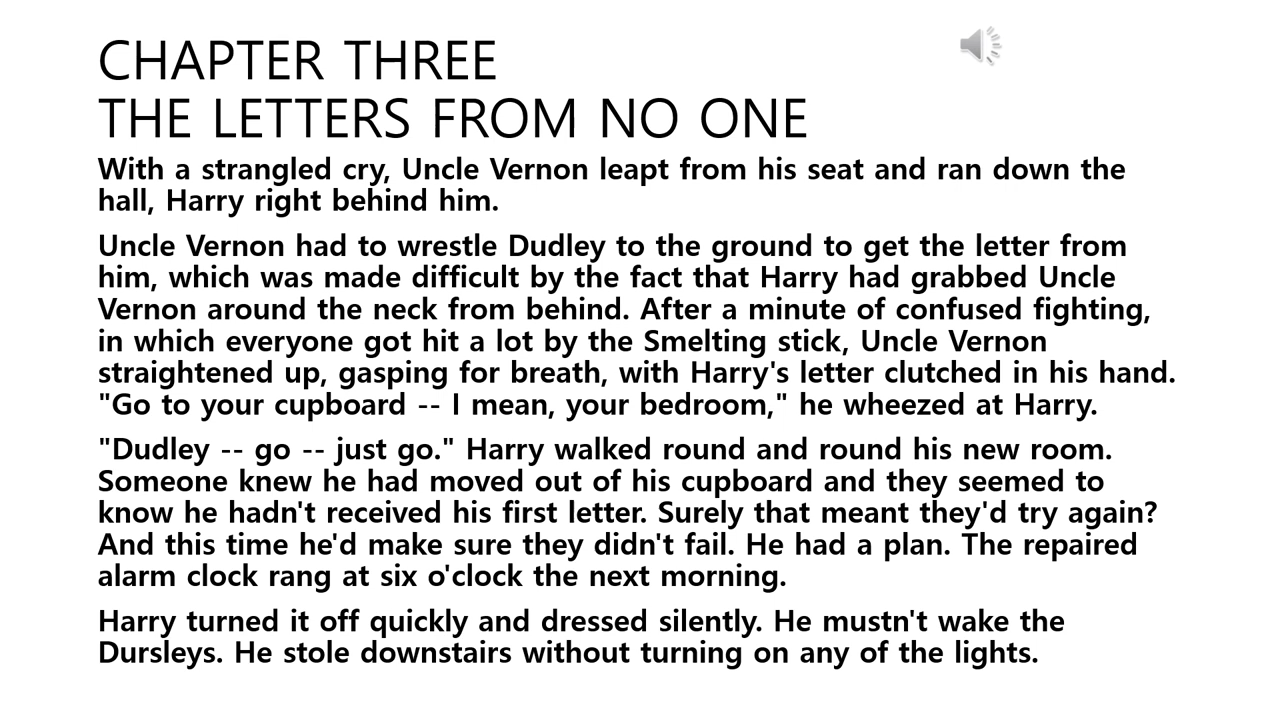 CHAPTER THREE
THE LETTERS FROM NO ONE
With a strangled cry, Uncle Vernon leapt from his seat and ran down the
hall, Harry right behind him.
Uncle Vernon had to wrestle Dudley to the ground to get the letter from
him, which was made difficult by the fact that Harry had grabbed Uncle
Vernon around the neck from behind. After a minute of confused fighting,
in which everyone got hit a lot by the Smelting stick, Uncle Vernon
straightened up, gasping for breath, with Harry's letter clutched in his hand.
"Go to your cupboard -- I mean, your bedroom," he wheezed at Harry.
"Dudley -- go -- just go." Harry walked round and round his new room.
Someone knew he had moved out of his cupboard and they seemed to
know he hadn't received his first letter. Surely that meant they'd try again?
And this time he'd make sure they didn't fail. He had a plan. The repaired
alarm clock rang at six o'clock the next morning.
Harry turned it off quickly and dressed silently. He mustn't wake the
Dursleys. He stole downstairs without turning on any of the lights.